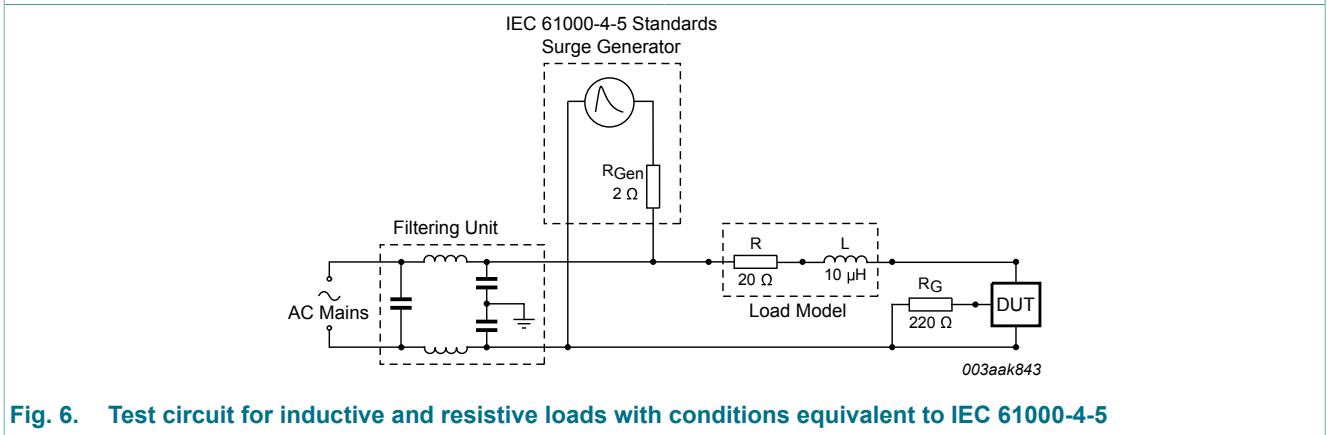 IEC 61000-4-5 Standards
Surge Generator
RGen
2 Ω
Filtering Unit
AC Mains
R
20 Ω
L
10 μH
Load Model
RG
220 Ω
DUT
003aak843
Fig. 6. Test circuit for inductive and resistive loads with conditions equivalent to IEC 61000-4-5